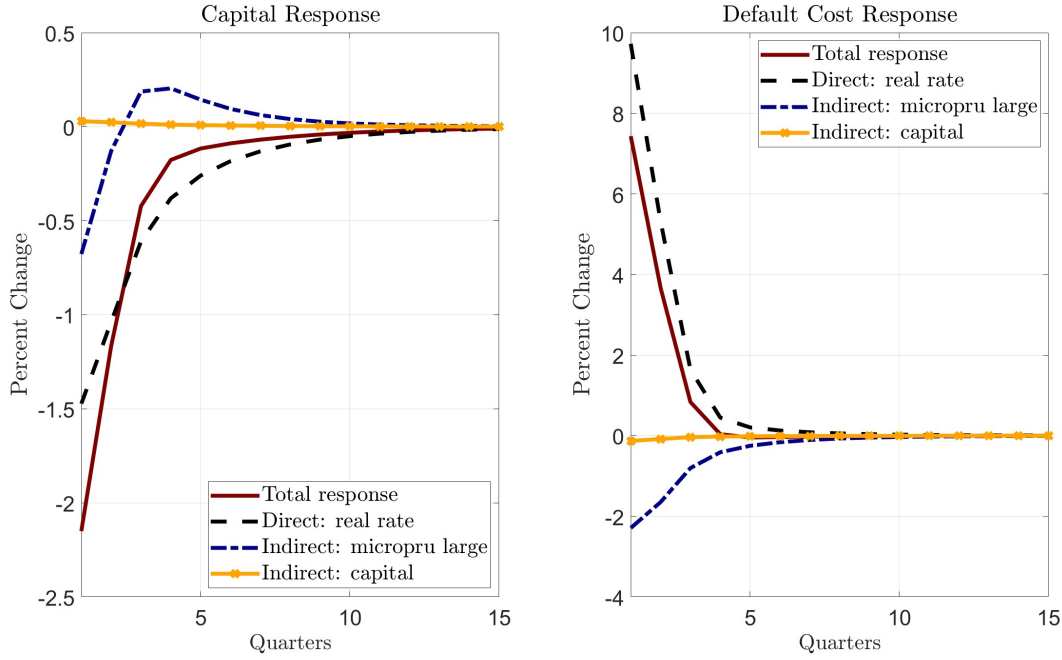 Capital Response
Percent Change
0.5
0
-0.5
-1
-1.5
-2
-2.5
5
10
15
Quarters
Total response
Direct: real rate
Indirect: micropru large
Indirect: capital
Default Cost Response
Percent Change
10
8
6
4
2
0
-2
-4
5
10
15
Quarters
Total response
Direct: real rate
Indirect: micropru large
Indirect: capital